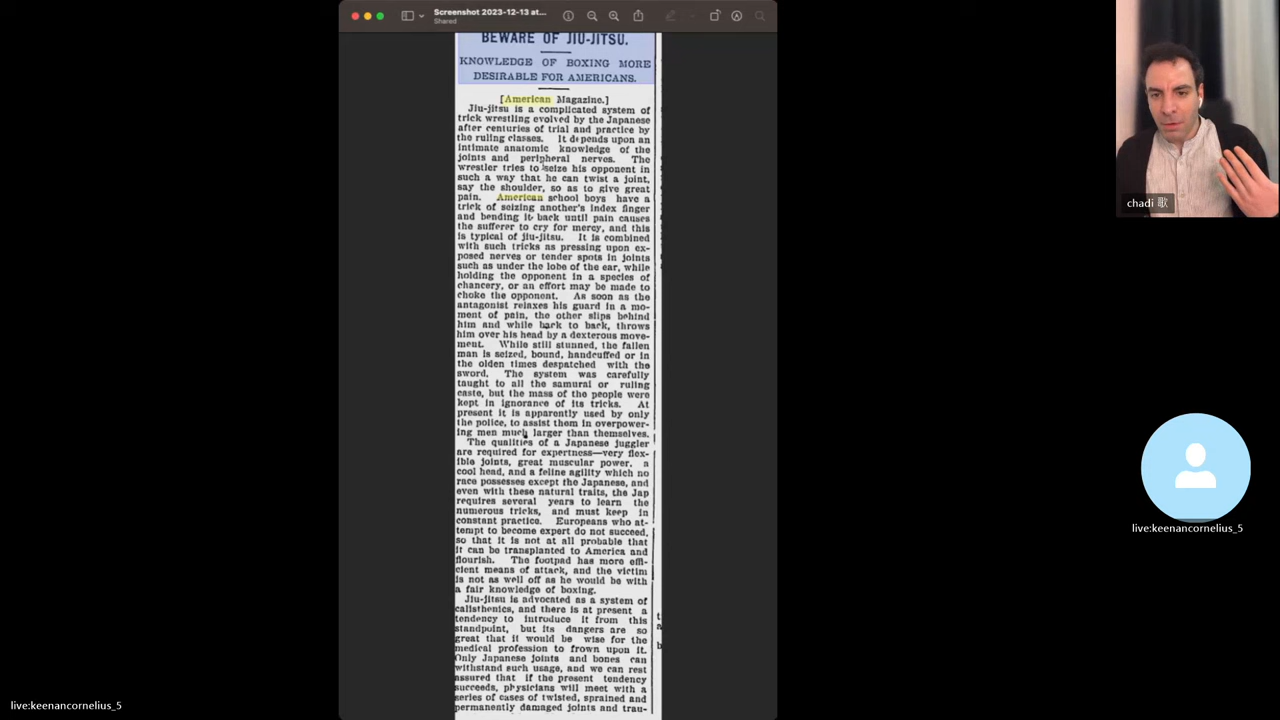 Screenshot 2023-12-13 at...
Shared
BEWARE OF JIU-JITSU.
KNOWLEDGE OF BOXING MORE
DESIRABLE FOR AMERICANS.
[American Magazine.]
Jiu-jitsu is a complicated system of
trick wrestling evolved by the Japanese
after centuries of trial and practice by
the ruling classes. It depends upon an
intimate anatomic knowledge of the
joints and peripheral nerves. The
wrestler tries to seize his opponent in
such a way that he can twist a joint,
say the shoulder, so as to give great
pain. American school boys have a
trick of seizing another's index finger
and bending it back until pain causes
the sufferer to cry for mercy, and this
is typical of jiu-jitsu. It is combined
with such tricks as pressing upon ex-
posed nerves or tender spots in joints
such as under the lobe of the ear, while
holding the opponent in a species of
chancery, or an effort may be made to
choke the opponent. As soon as the
antagonist relaxes his guard in a mo-
ment of pain, the other slips behind
him and while back to back, throws
him over his head by a dexterous move-
ment. While still stunned, the fallen
man is seized, bound, handcuffed or in
the olden times despatched with the
sword. The system was carefully
taught to all the samurai or ruling
caste, but the mass of the people were
kept in ignorance of its tricks. At
present it is apparently used by only
the police, to assist them in overpower-
ing men much larger than themselves.
The qualities of a Japanese juggler
are required for expertness—very flex-
ible joints, great muscular power, a
cool head, and a feline agility which no
race possesses except the Japanese, and
even with these natural traits, the Jap
requires several years to learn the
numerous tricks, and must keep in
constant practice. Europeans who at-
tempt to become expert do not succeed,
so that it is not at all probable that
it can be transplanted to America and
flourish. The footpad has more effi-
cient means of attack, and the victim
is not as well off as he would be with
a fair knowledge of boxing.
Jiu-jitsu is advocated as a system of
calisthenics, and there is at present a
tendency to introduce it from this
standpoint, but its dangers are so
great that it would be wise for the
medical profession to frown upon it.
Only Japanese joints and bones can
withstand such usage, and we can rest
assured that if the present tendency
succeeds, physicians will meet with a
series of cases of twisted, sprained and
permanently damaged joints and trau-
chadi 歌
live:keenancornelius_5
live:keenancornelius_5